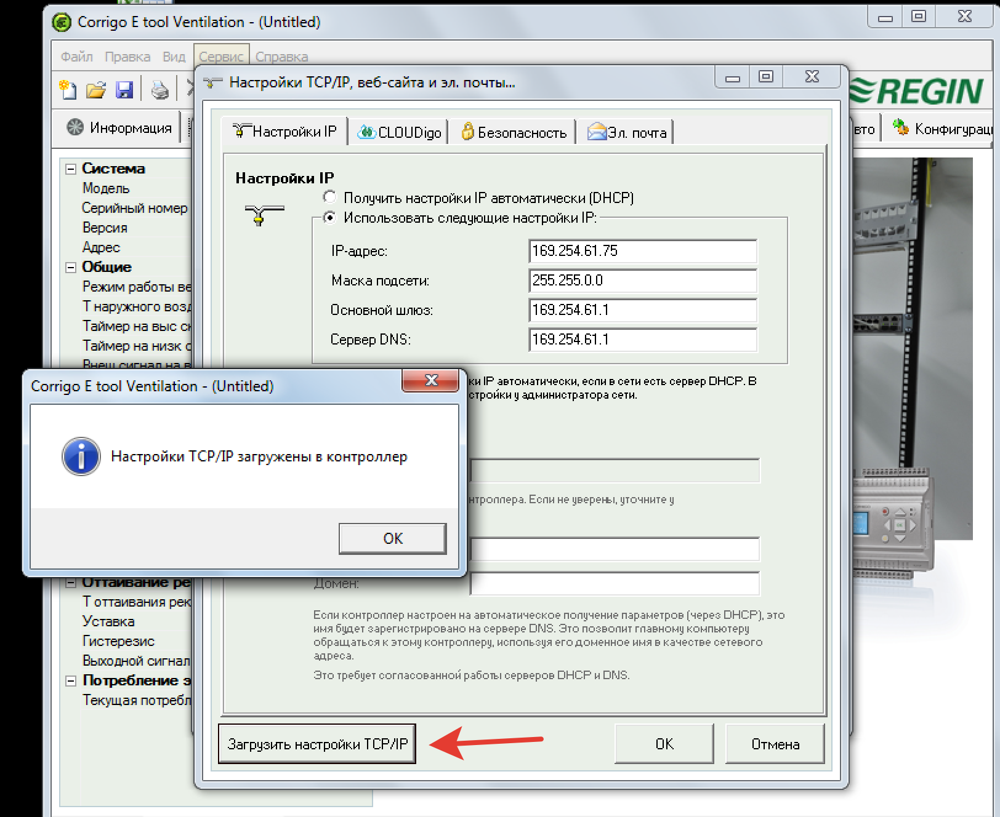 Corrigo E tool Ventilation - (Untitled)
Файл Правка Вид Сервис Справка
REGIN
Информация
Конфигурац
Настройки TCP/IP, веб-сайта и эл. почты...
Настройки IP CLOUDigo Безопасность Эл. почта
Система
Модель
Серийный номер
Версия
Адрес
Общие
Режим работы ве
Т наружного возд
Таймер на выс
Таймер на низк с
Внеш сигнал на в
Настройки IP
Получить настройки IP автоматически (DHCP)
Использовать следующие настройки IP:
IP-адрес: 169.254.61.75
Маска подсети: 255.255.0.0
Основной шлюз: 169.254.61.1
Сервер DNS: 169.254.61.1
ки IP автоматически, если в сети есть сервер DHCP. В
стройки у администратора сети.
Corrigo E tool Ventilation - (Untitled)
Настройки TCP/IP загружены в контроллер
OK
нтроллера. Если не уверены, уточните у
Домен:
Если контроллер настроен на автоматическое получение параметров (через DHCP), это
имя будет зарегистрировано на сервере DNS. Это позволит главному компьютеру
обращаться к этому контроллеру, используя его доменное имя в качестве сетевого
адреса.
Это требует согласованной работы серверов DHCP и DNS.
Оттаивание ре
Т оттаивания рек
Уставка
Гистерезис
Выходной сигнал
Потребление э
Текущая потребл
Загрузить настройки TCP/IP
OK
Отмена